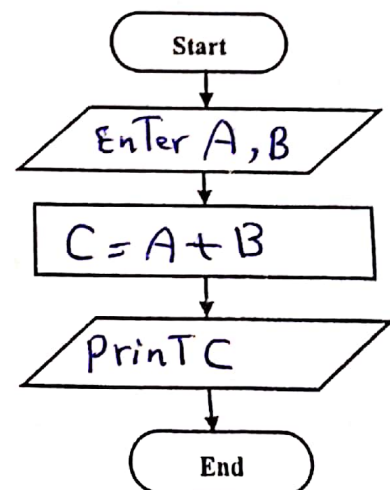 Start
EnTer A, B
C = A + B
PrinT C
End